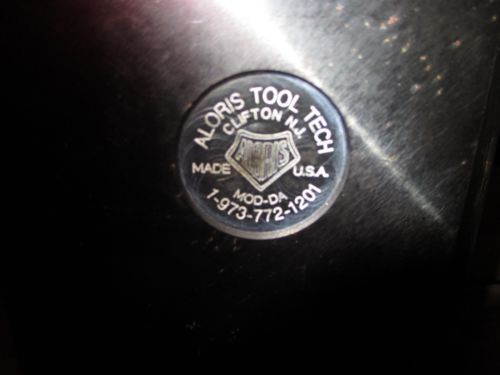 ALORIS TOOL TECH
CLIFTON N.J.
ALORIS
MADE U.S.A.
MOD-DA
1-973-772-1201